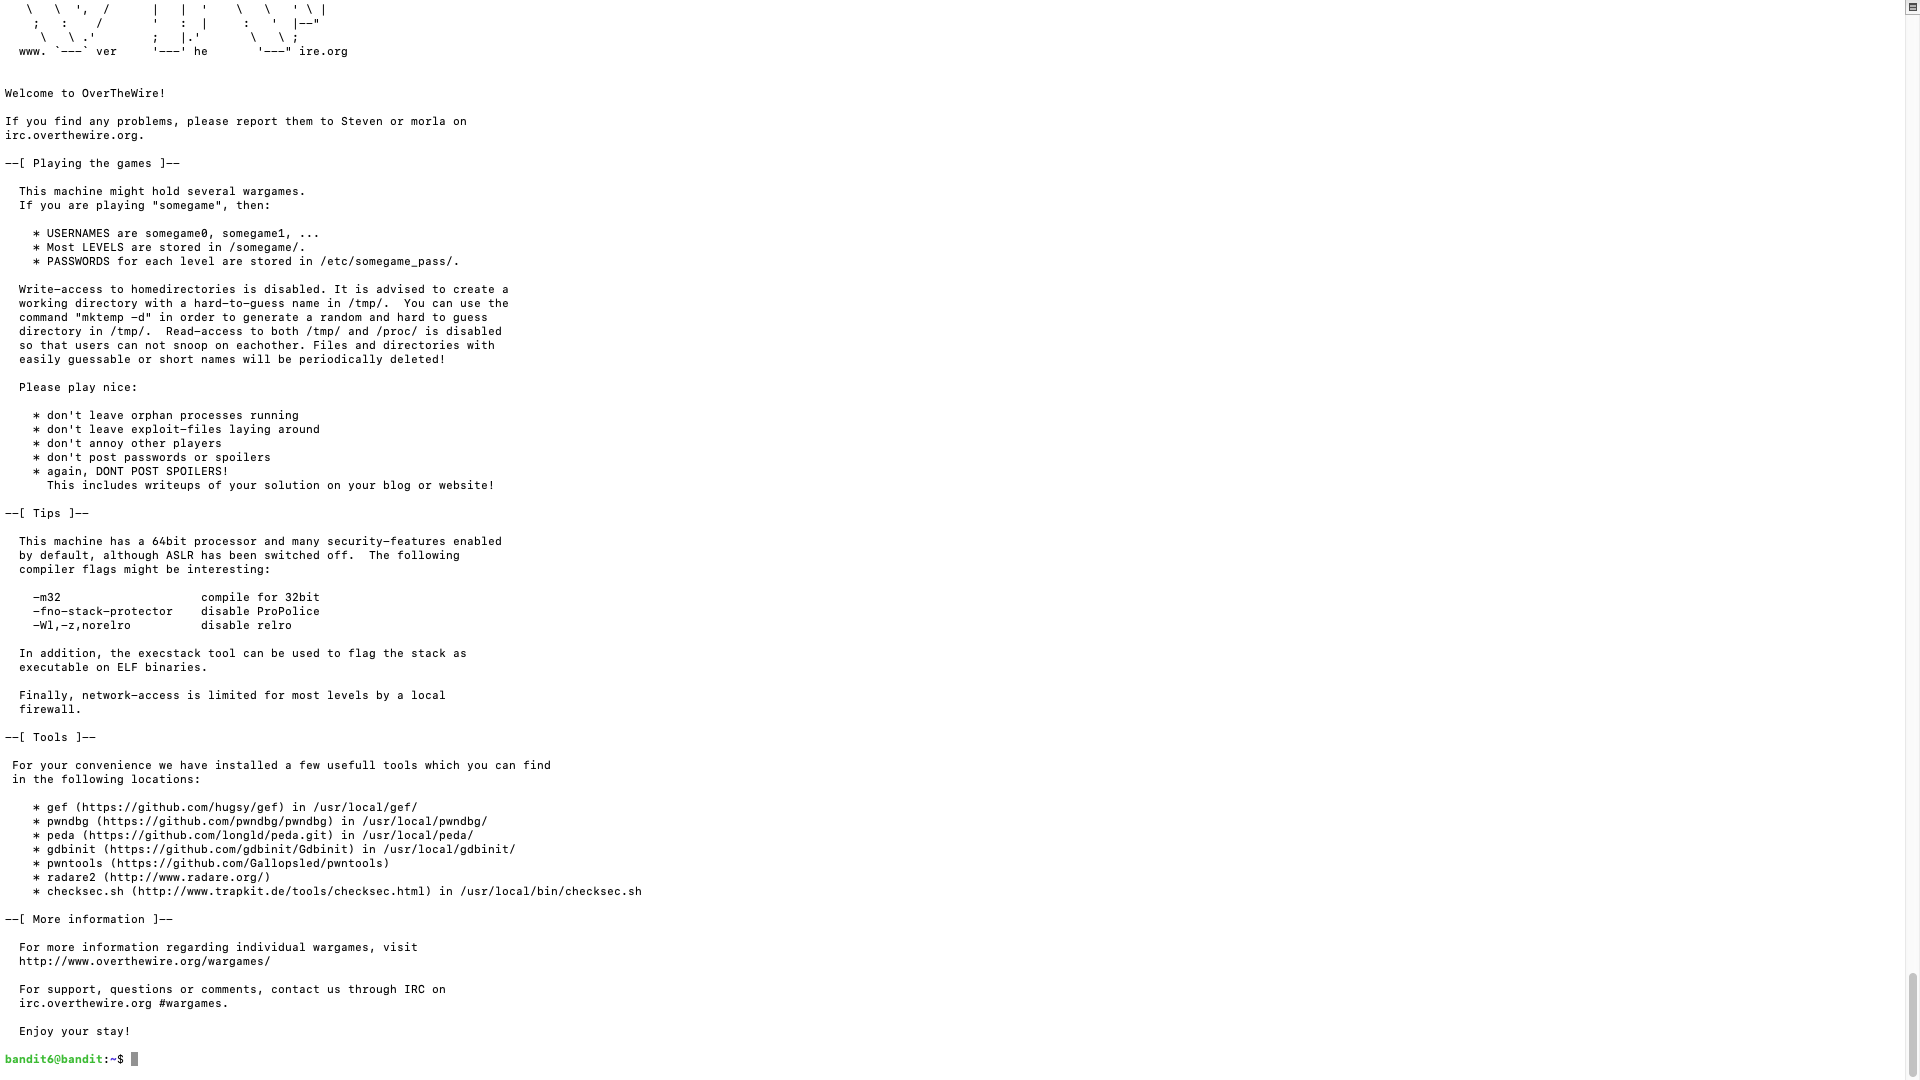 \   \ ',  /      |   |  '    \   \   ' \ |
    ;   :    /       '   :  |     :   '  |--"
     \   \ .'        ;   |.'       \   \ ;
  www. `---` ver     '---' he       '---" ire.org
Welcome to OverTheWire!
If you find any problems, please report them to Steven or morla on
irc.overthewire.org.
--[ Playing the games ]--
  This machine might hold several wargames.
  If you are playing "somegame", then:
    * USERNAMES are somegame0, somegame1, ...
    * Most LEVELS are stored in /somegame/.
    * PASSWORDS for each level are stored in /etc/somegame_pass/.
  Write-access to homedirectories is disabled. It is advised to create a
  working directory with a hard-to-guess name in /tmp/.  You can use the
  command "mktemp -d" in order to generate a random and hard to guess
  directory in /tmp/.  Read-access to both /tmp/ and /proc/ is disabled
  so that users can not snoop on eachother. Files and directories with
  easily guessable or short names will be periodically deleted!
  Please play nice:
    * don't leave orphan processes running
    * don't leave exploit-files laying around
    * don't annoy other players
    * don't post passwords or spoilers
    * again, DONT POST SPOILERS!
      This includes writeups of your solution on your blog or website!
--[ Tips ]--
  This machine has a 64bit processor and many security-features enabled
  by default, although ASLR has been switched off.  The following
  compiler flags might be interesting:
    -m32                    compile for 32bit
    -fno-stack-protector    disable ProPolice
    -Wl,-z,norelro          disable relro
  In addition, the execstack tool can be used to flag the stack as
  executable on ELF binaries.
  Finally, network-access is limited for most levels by a local
  firewall.
--[ Tools ]--
 For your convenience we have installed a few usefull tools which you can find
 in the following locations:
    * gef (https://github.com/hugsy/gef) in /usr/local/gef/
    * pwndbg (https://github.com/pwndbg/pwndbg) in /usr/local/pwndbg/
    * peda (https://github.com/longld/peda.git) in /usr/local/peda/
    * gdbinit (https://github.com/gdbinit/Gdbinit) in /usr/local/gdbinit/
    * pwntools (https://github.com/Gallopsled/pwntools)
    * radare2 (http://www.radare.org/)
    * checksec.sh (http://www.trapkit.de/tools/checksec.html) in /usr/local/bin/checksec.sh
--[ More information ]--
  For more information regarding individual wargames, visit
  http://www.overthewire.org/wargames/
  For support, questions or comments, contact us through IRC on
  irc.overthewire.org #wargames.
  Enjoy your stay!
bandit6@bandit:~$